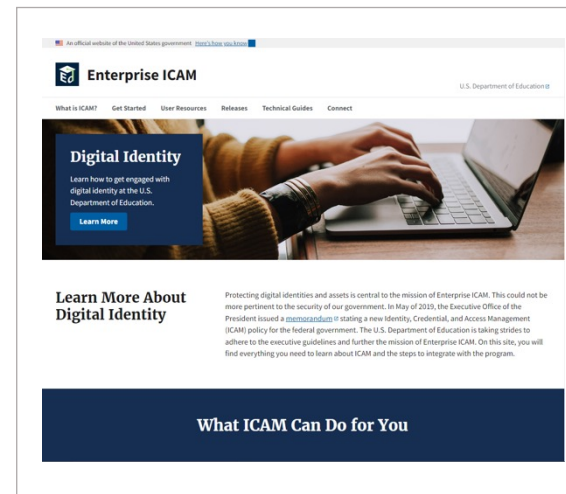 An official website of the United States government Here's how you know
Enterprise ICAM
U.S. Department of Education
What is ICAM? Get Started User Resources Releases Technical Guides Connect
Digital Identity
Learn how to get engaged with
digital identity at the U.S.
Department of Education.
Learn More
Learn More About
Digital Identity
Protecting digital identities and assets is central to the mission of Enterprise ICAM. This could not be
more pertinent to the security of our government. In May of 2019, the Executive Office of the
President issued a memorandum stating a new Identity, Credential, and Access Management
(ICAM) policy for the federal government. The U.S. Department of Education is taking strides to
adhere to the executive guidelines and further the mission of Enterprise ICAM. On this site, you will
find everything you need to learn about ICAM and the steps to integrate with the program.
What ICAM Can Do for You